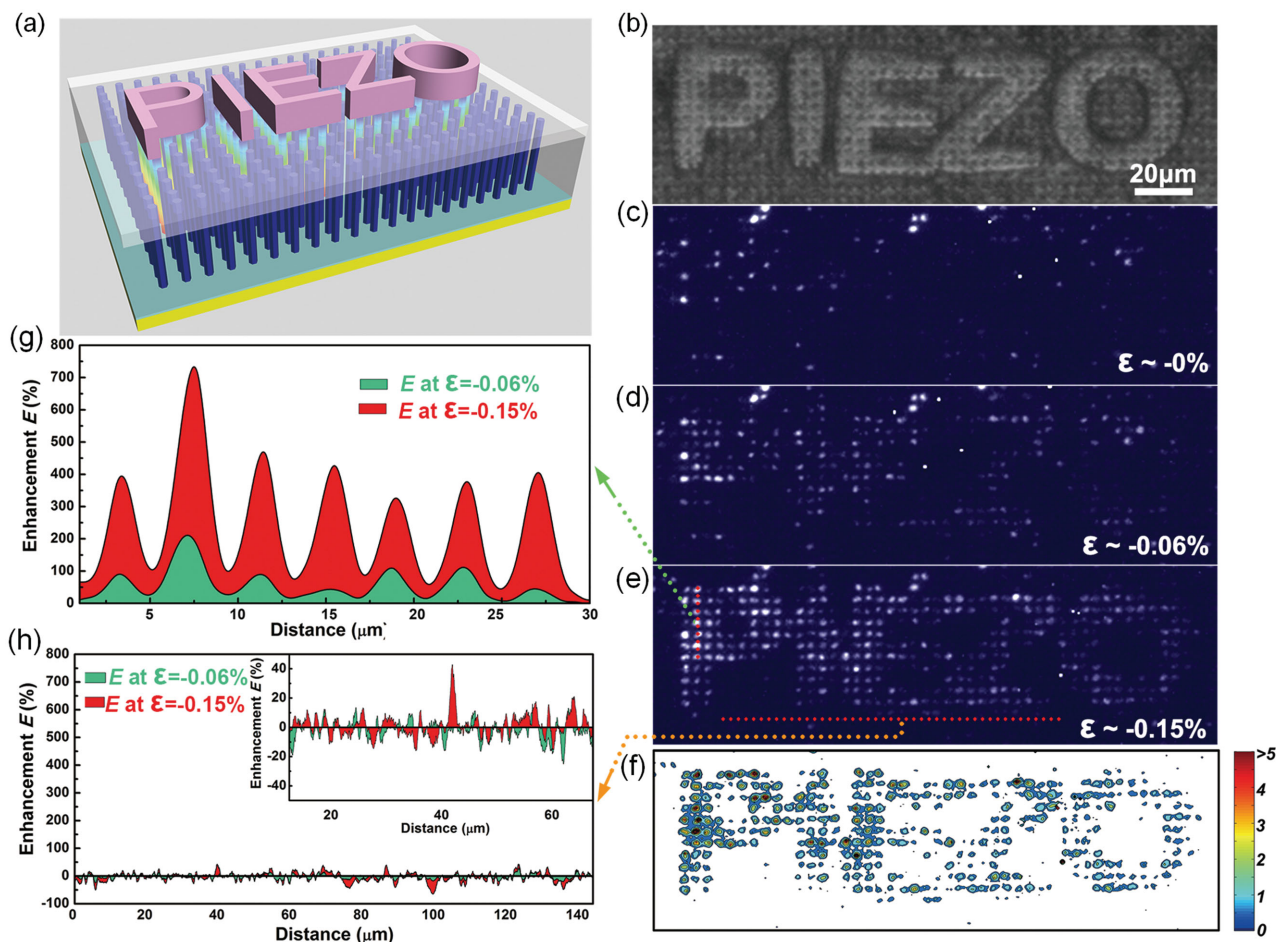 (a)
PIEZO
(b)
PIEZO
20μm
(c)
ε ~ -0%
(d)
ε ~ -0.06%
(e)
ε ~ -0.15%
(f)
>5
4
3
2
1
0
(g)
800
700
600
500
400
300
200
100
0
Enhancement E (%)
E at ε=-0.06%
E at ε=-0.15%
5 10 15 20 25 30
Distance (μm)
(h)
800
700
600
500
400
300
200
100
0
-100
Enhancement E (%)
E at ε=-0.06%
E at ε=-0.15%
40
20
0
-20
-40
Enhancement E (%)
20 40 60
Distance (μm)
0 20 40 60 80 100 120 140
Distance (μm)